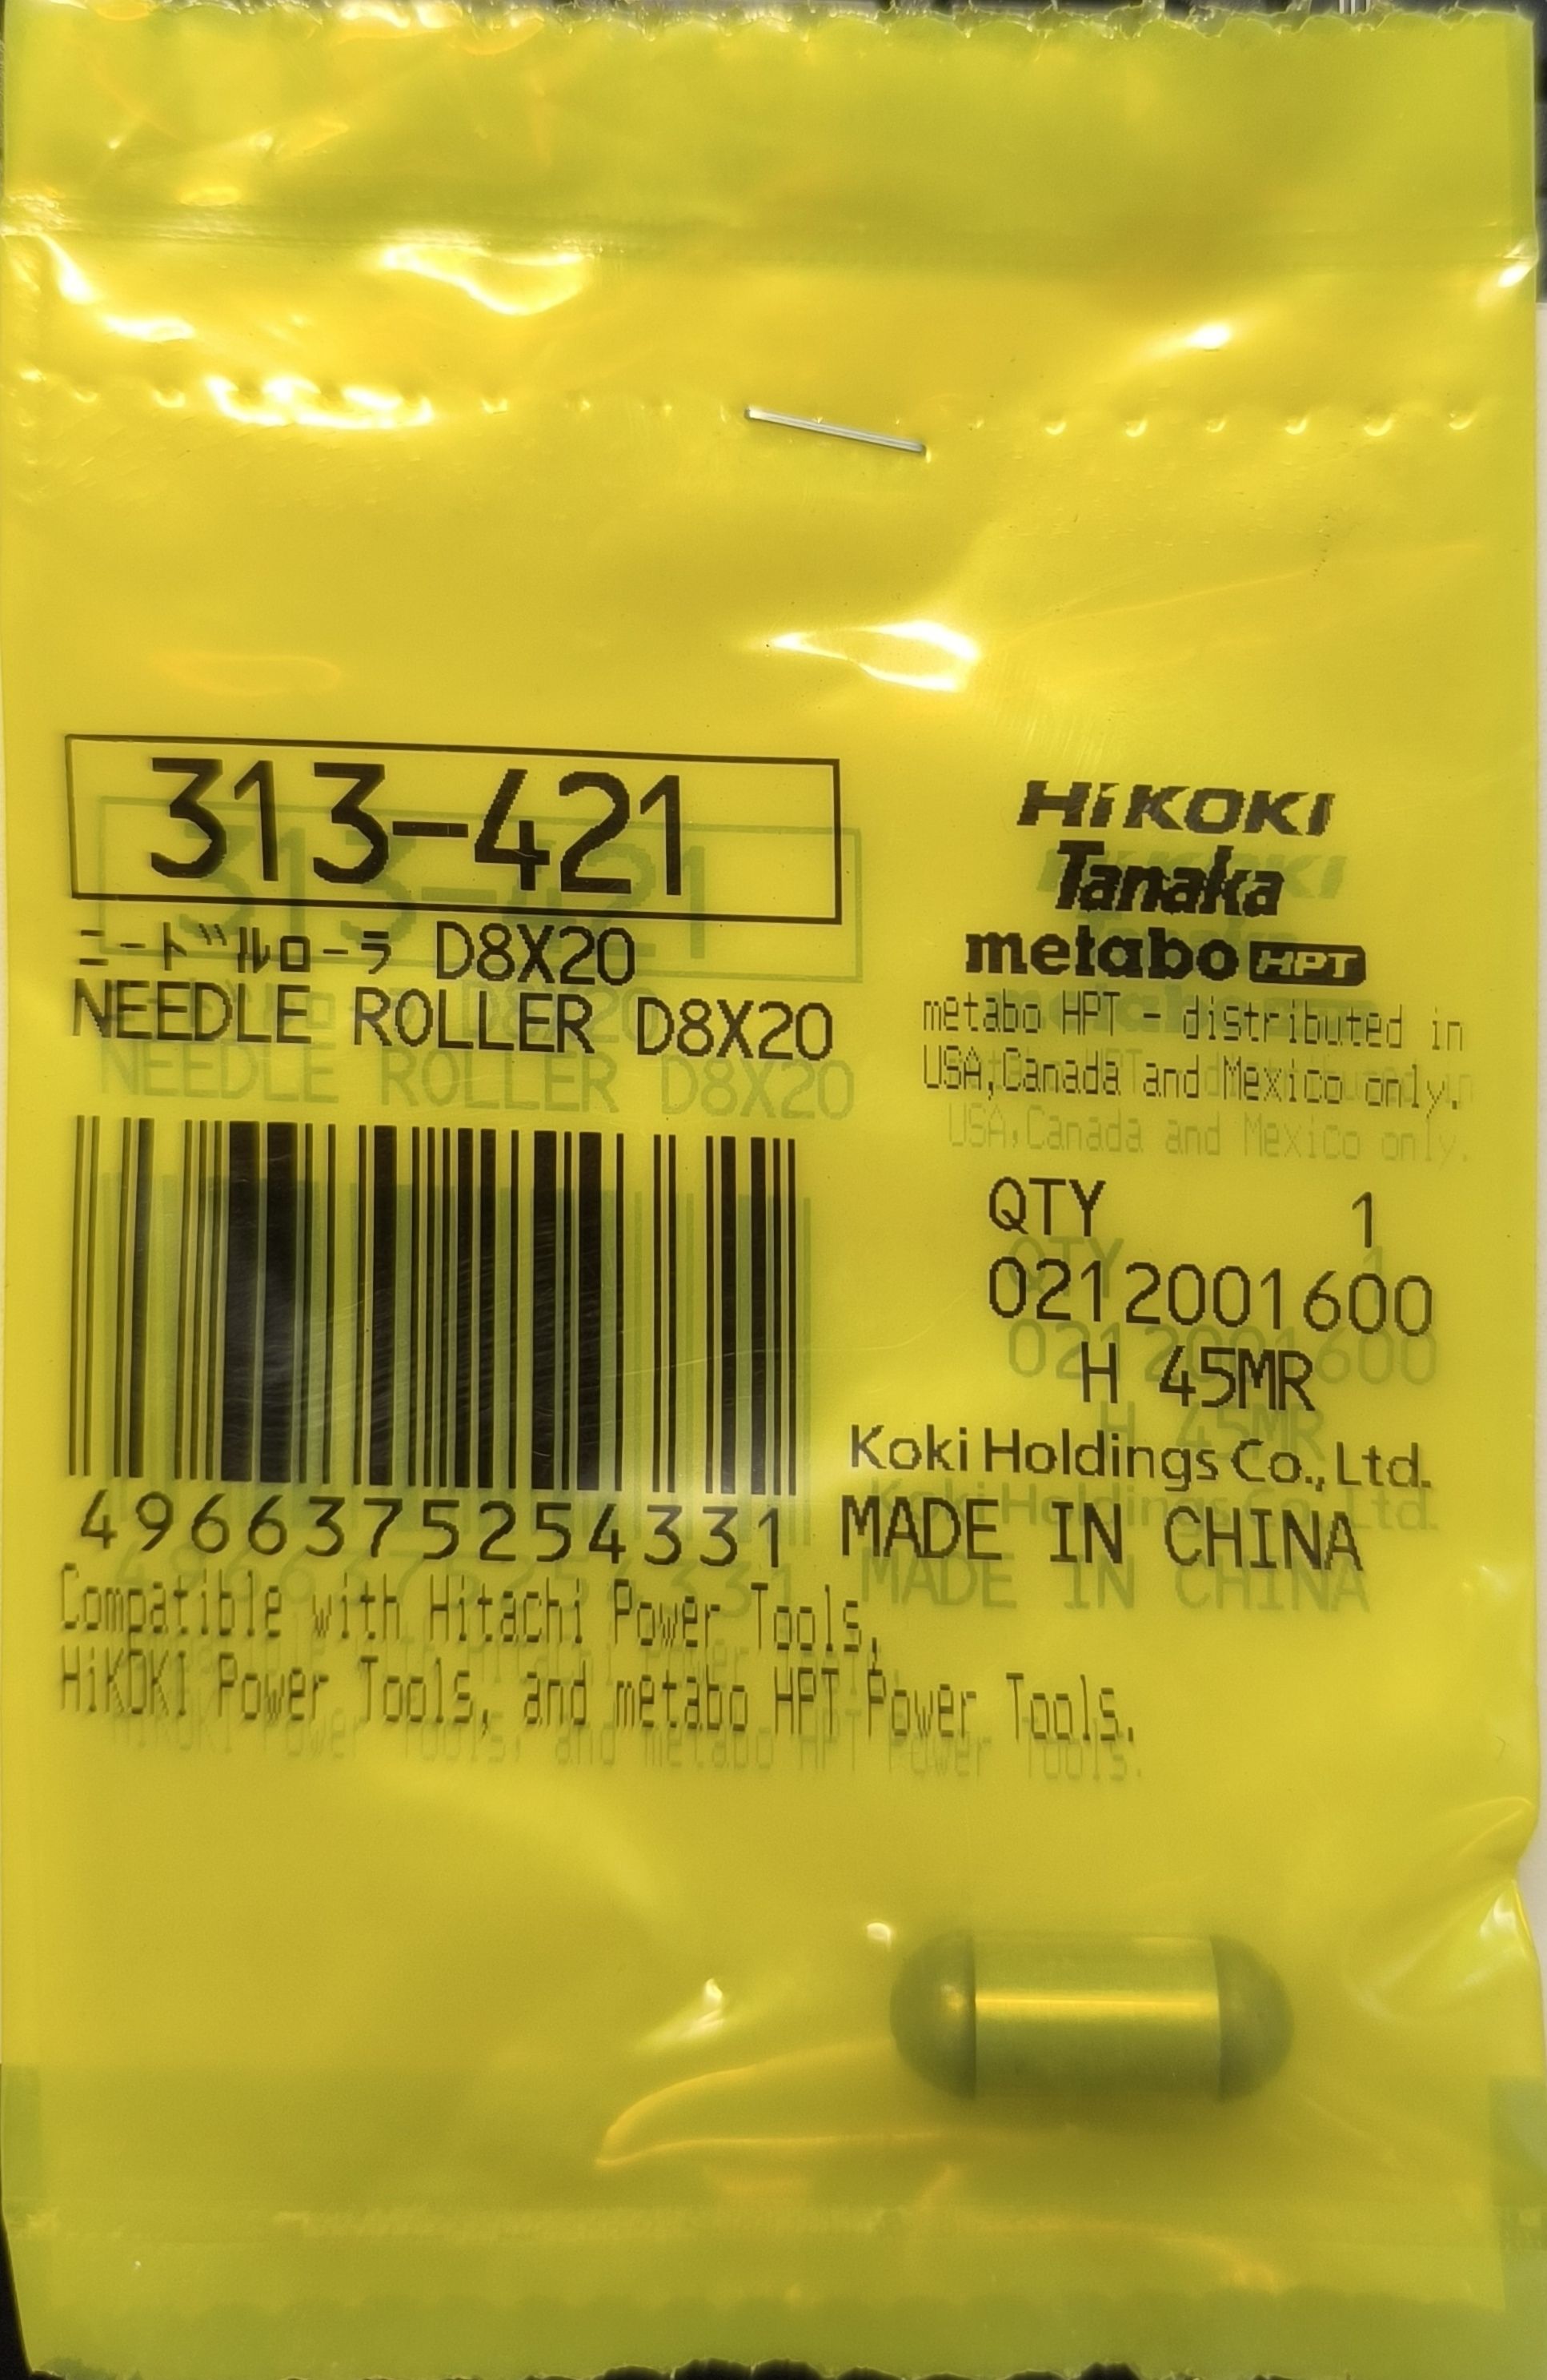 313-421
ニードルローラ D8X20
NEEDLE ROLLER D8X20
4966375254331
Compatible with Hitachi Power Tools,
HiKOKI Power Tools, and metabo HPT Power Tools.
HiKOKI
Tanaka
metabo HPT
metabo HPT - distributed in
USA,Canada and Mexico only.
QTY 1
0212001600
H 45MR
Koki Holdings Co., Ltd.
MADE IN CHINA